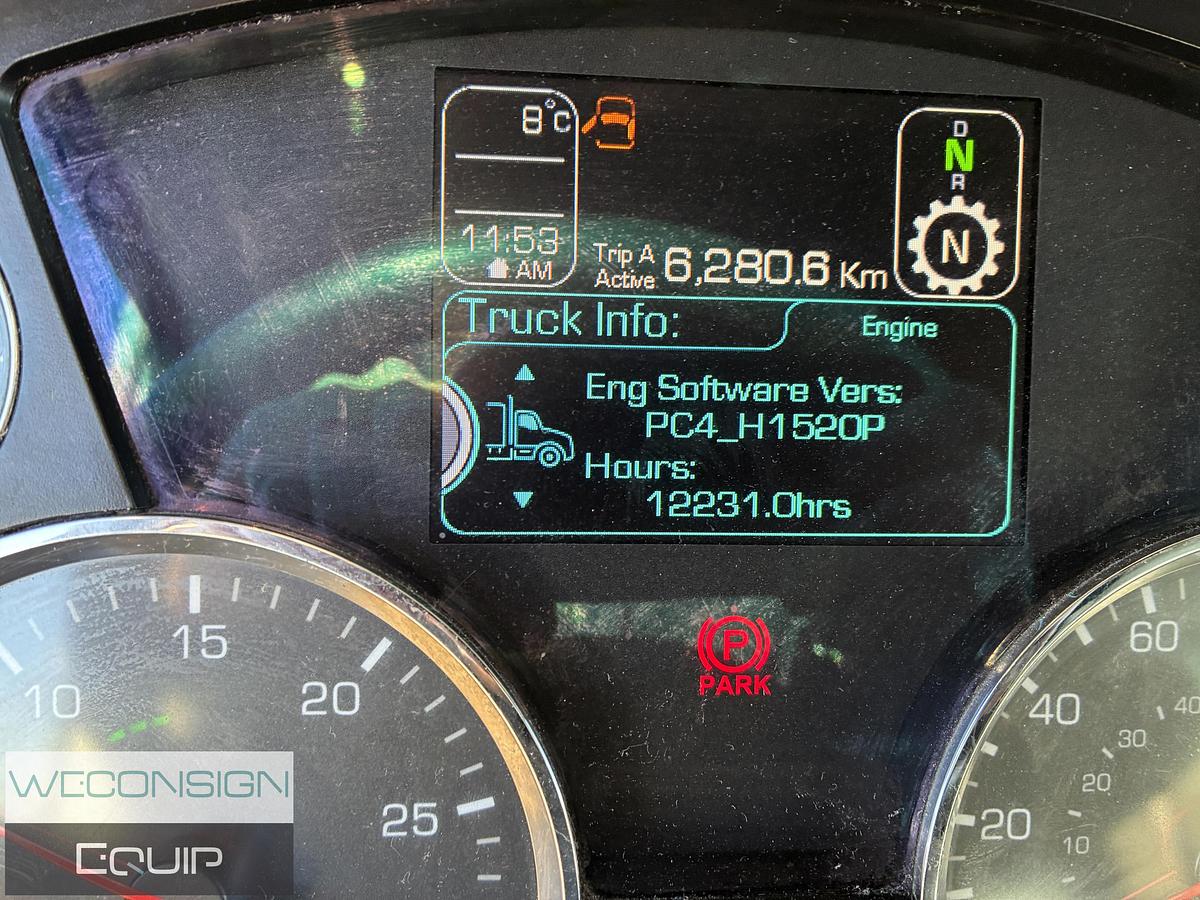 8°C
11:53
AM
Trip A
Active
6,280.6 Km
D
N
R
N
Truck Info:
Engine
Eng Software Vers:
PC4_H1520P
Hours:
12231.0hrs
P
PARK
10
15
20
25
20
40
60
10
20
30
40
WECONSIGN
EQUIP